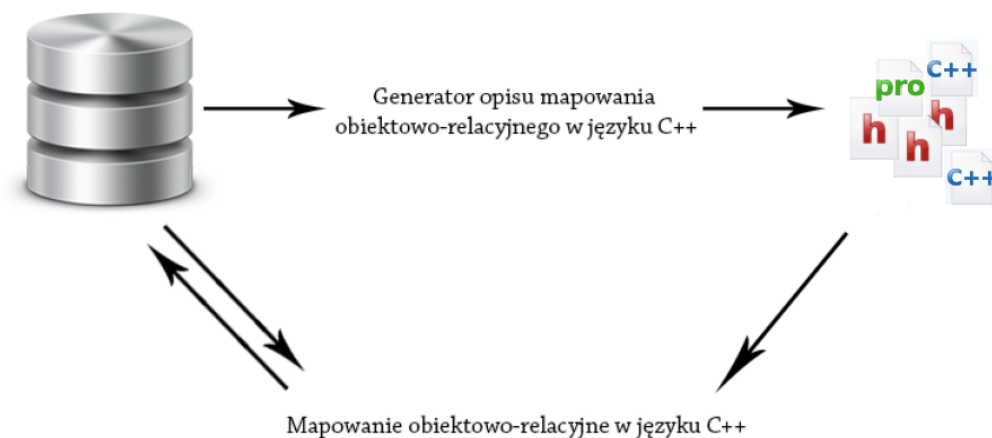 Generator opisu mapowania
obiektowo-relacyjnego w języku C++
C++
pro
h
h
h
C++
Mapowanie obiektowo-relacyjne w języku C++